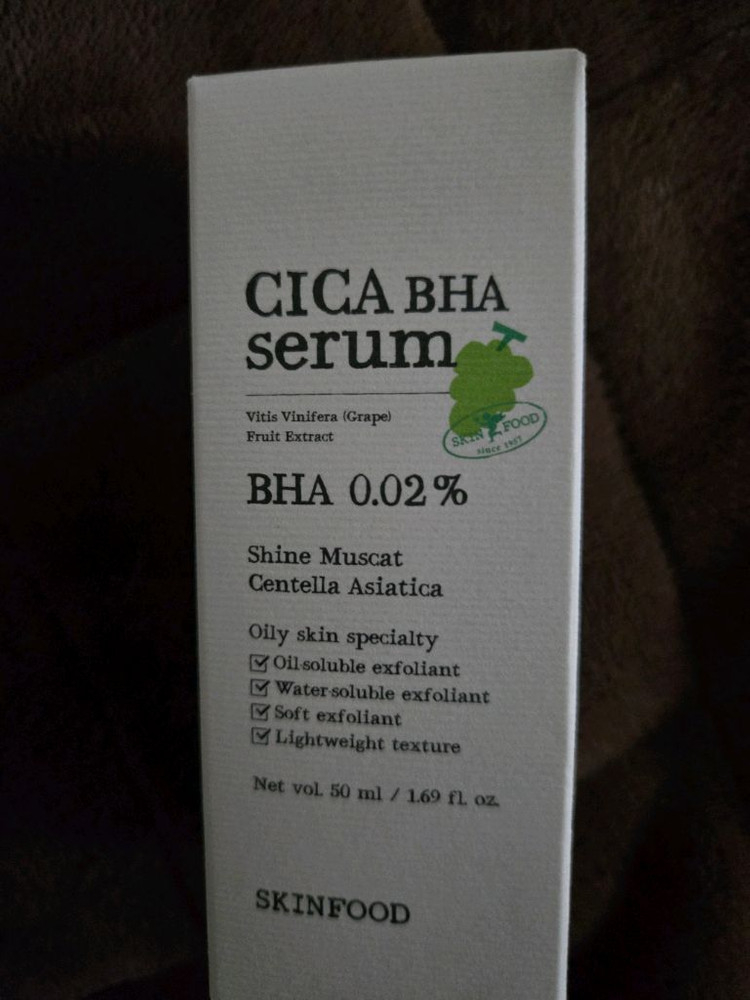 CICA BHA
serum
Vitis Vinifera (Grape)
Fruit Extract
SKIN FOOD
since 1957
BHA 0.02%
Shine Muscat
Centella Asiatica
Oily skin specialty
Oil-soluble exfoliant
Water-soluble exfoliant
Soft exfoliant
Lightweight texture
Net vol. 50 ml / 1.69 fl. oz.
SKINFOOD